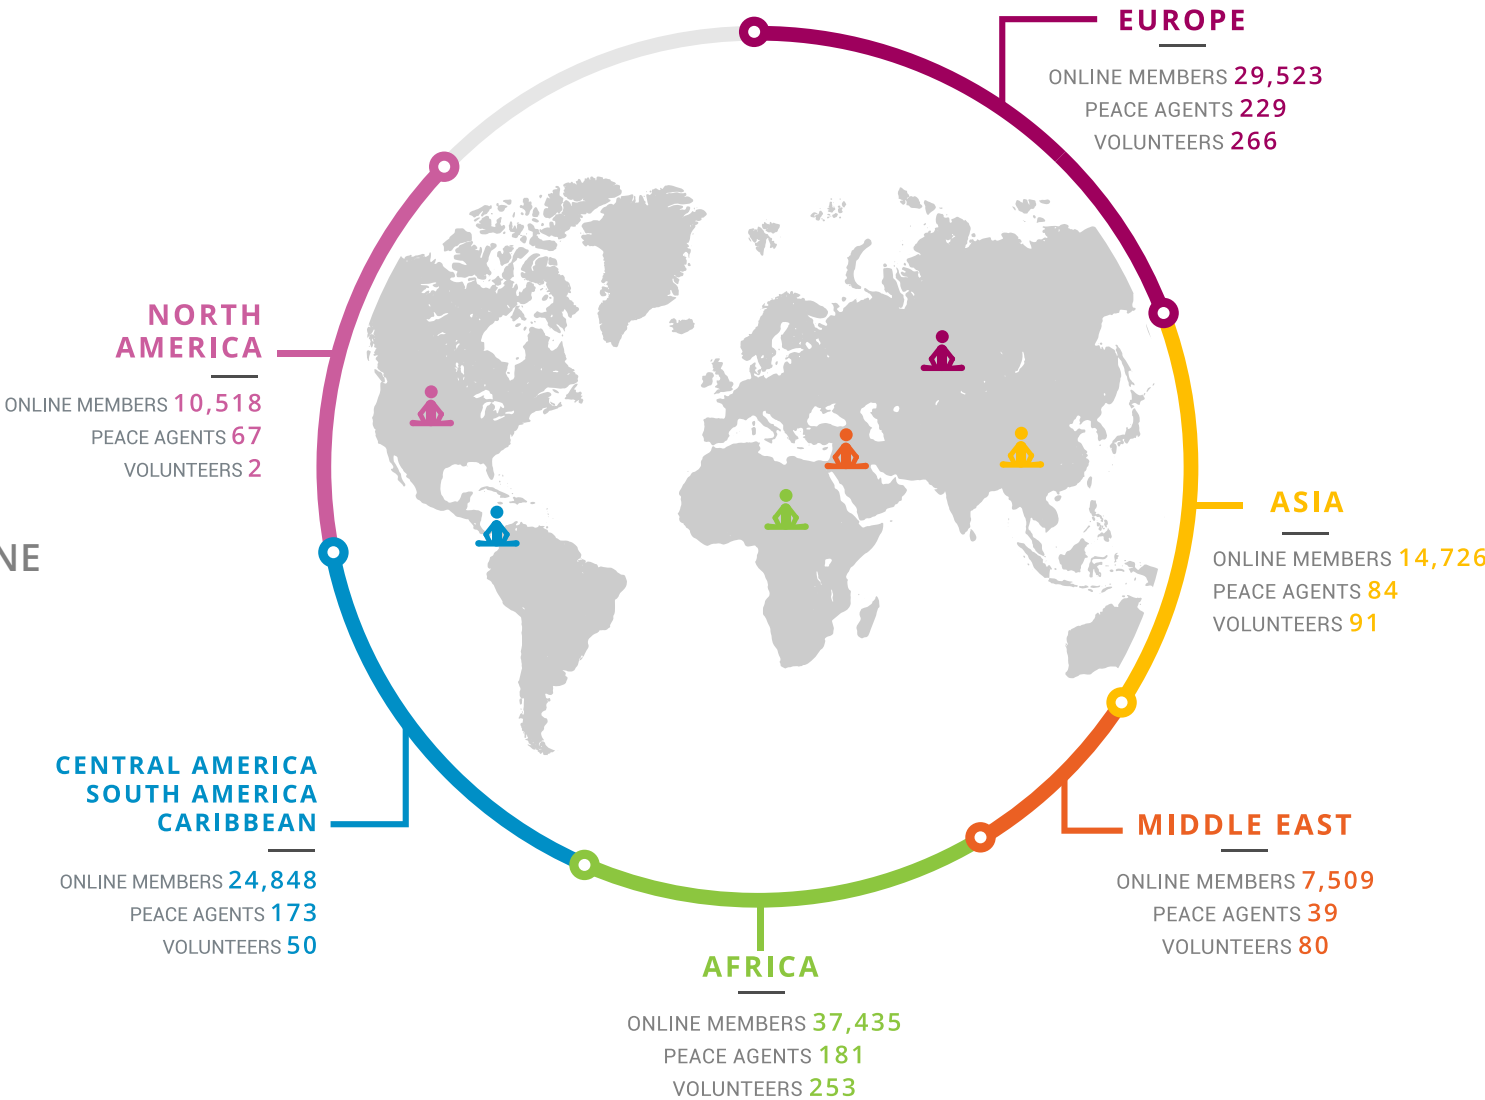 EUROPE
ONLINE MEMBERS 29,523
PEACE AGENTS 229
VOLUNTEERS 266
NORTH
AMERICA
ONLINE MEMBERS 10,518
PEACE AGENTS 67
VOLUNTEERS 2
ASIA
ONLINE MEMBERS 14,726
PEACE AGENTS 84
VOLUNTEERS 91
NE
CENTRAL AMERICA
SOUTH AMERICA
CARIBBEAN
ONLINE MEMBERS 24,848
PEACE AGENTS 173
VOLUNTEERS 50
MIDDLE EAST
ONLINE MEMBERS 7,509
PEACE AGENTS 39
VOLUNTEERS 80
AFRICA
ONLINE MEMBERS 37,435
PEACE AGENTS 181
VOLUNTEERS 253